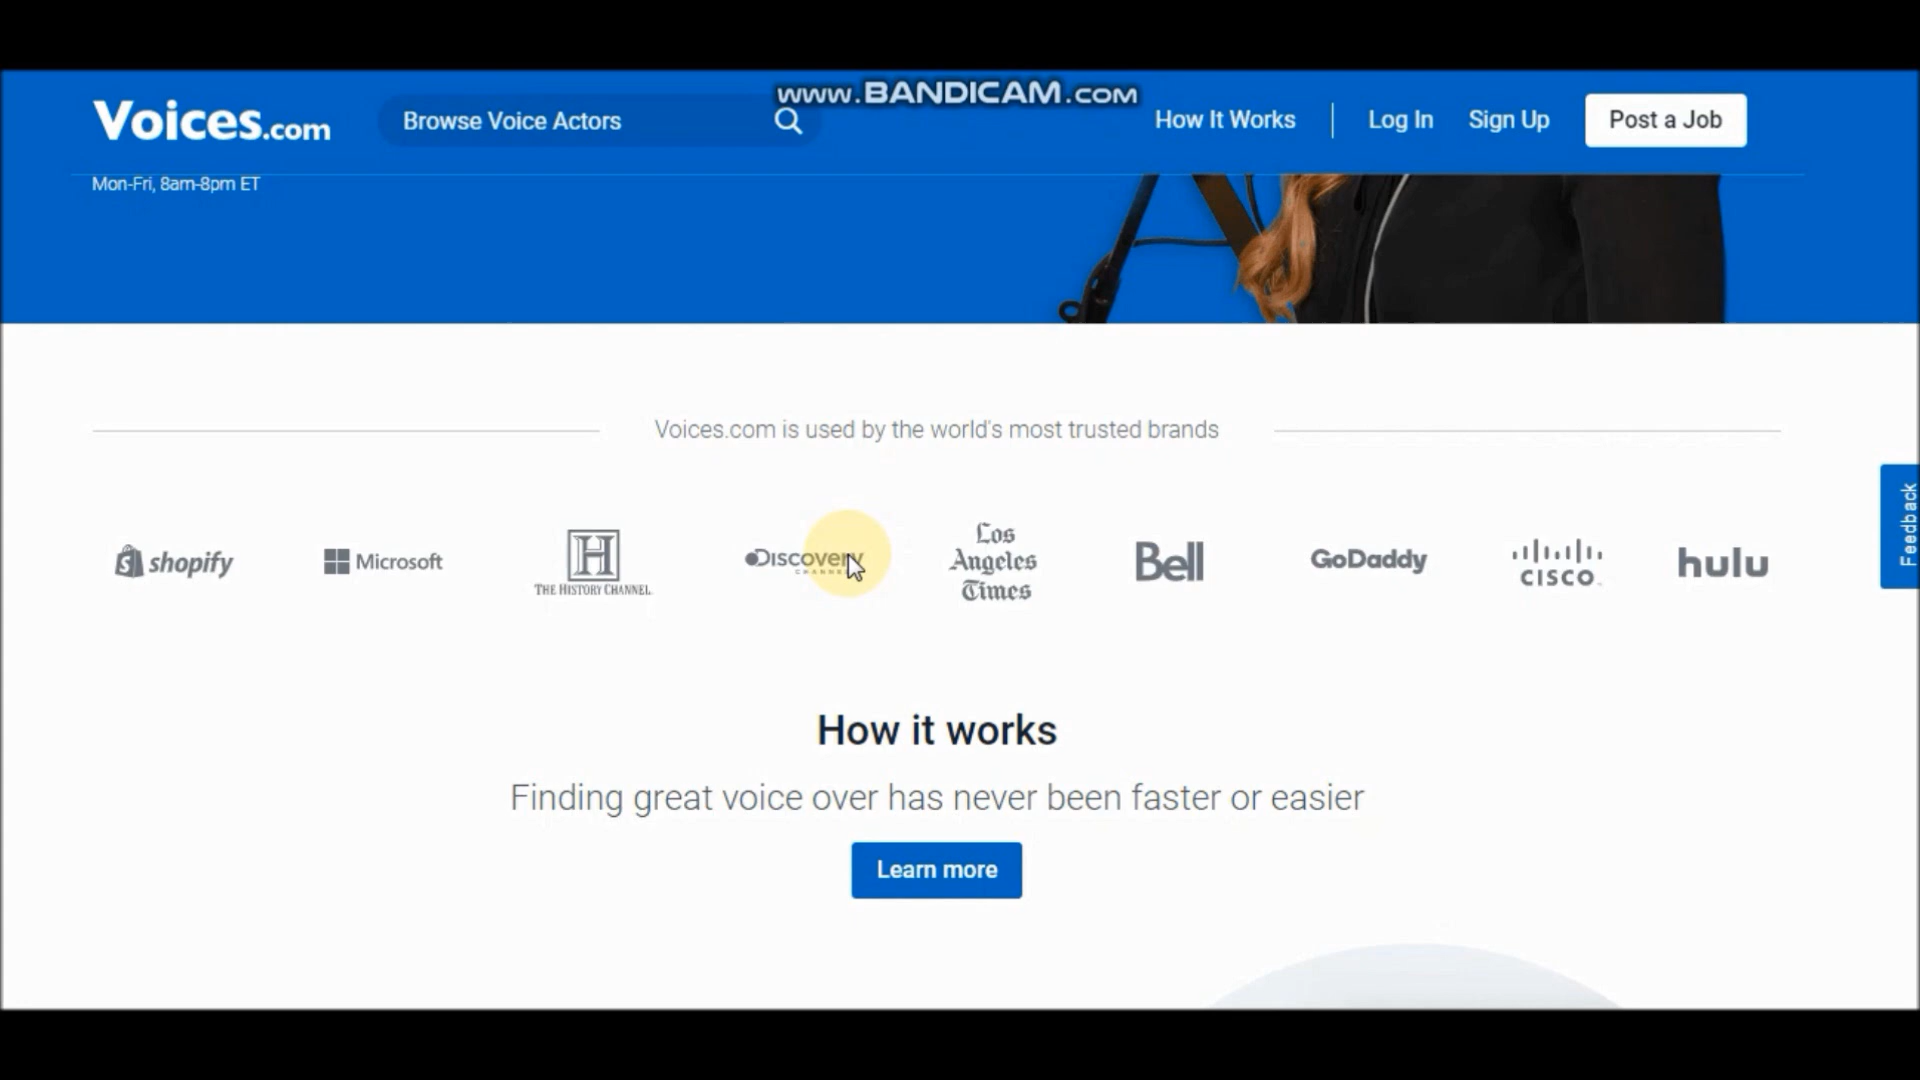 www.BANDICAM.com
Voices.com
Browse Voice Actors
How It Works
Log In
Sign Up
Post a Job
Mon-Fri, 8am-8pm ET
Voices.com is used by the world's most trusted brands
shopify
Microsoft
H
THE HISTORY CHANNEL
Discovery
CHANNEL
Los
Angeles
Times
Bell
GoDaddy
CISCO
hulu
Feedback
How it works
Finding great voice over has never been faster or easier
Learn more